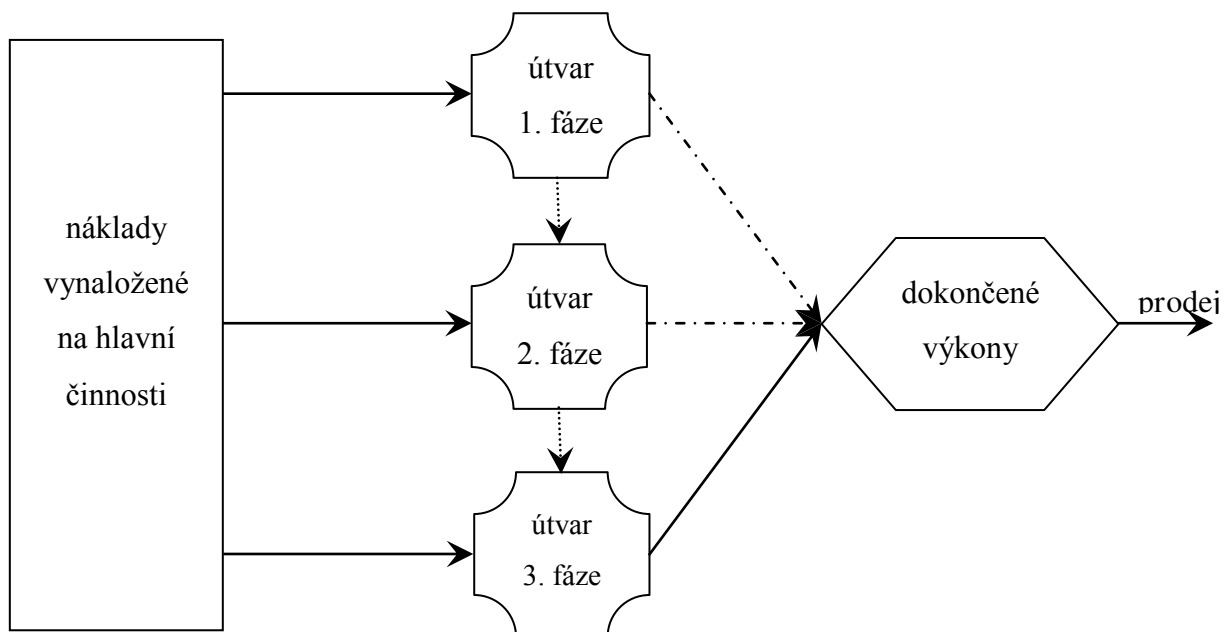 náklady
vynaložené
na hlavní
činnosti
útvar
1. fáze
útvar
2. fáze
útvar
3. fáze
dokončené
výkony
prodej